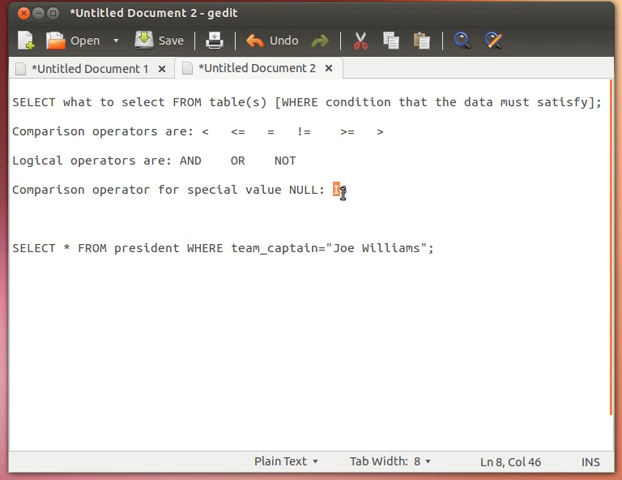 *Untitled Document 2 - gedit
Open Save Undo
*Untitled Document 1 *Untitled Document 2
SELECT what to select FROM table(s) [WHERE condition that the data must satisfy];
Comparison operators are: < <= = != >= >
Logical operators are: AND OR NOT
Comparison operator for special value NULL: IS
SELECT * FROM president WHERE team_captain="Joe Williams";
Plain Text Tab Width: 8 Ln 8, Col 46 INS